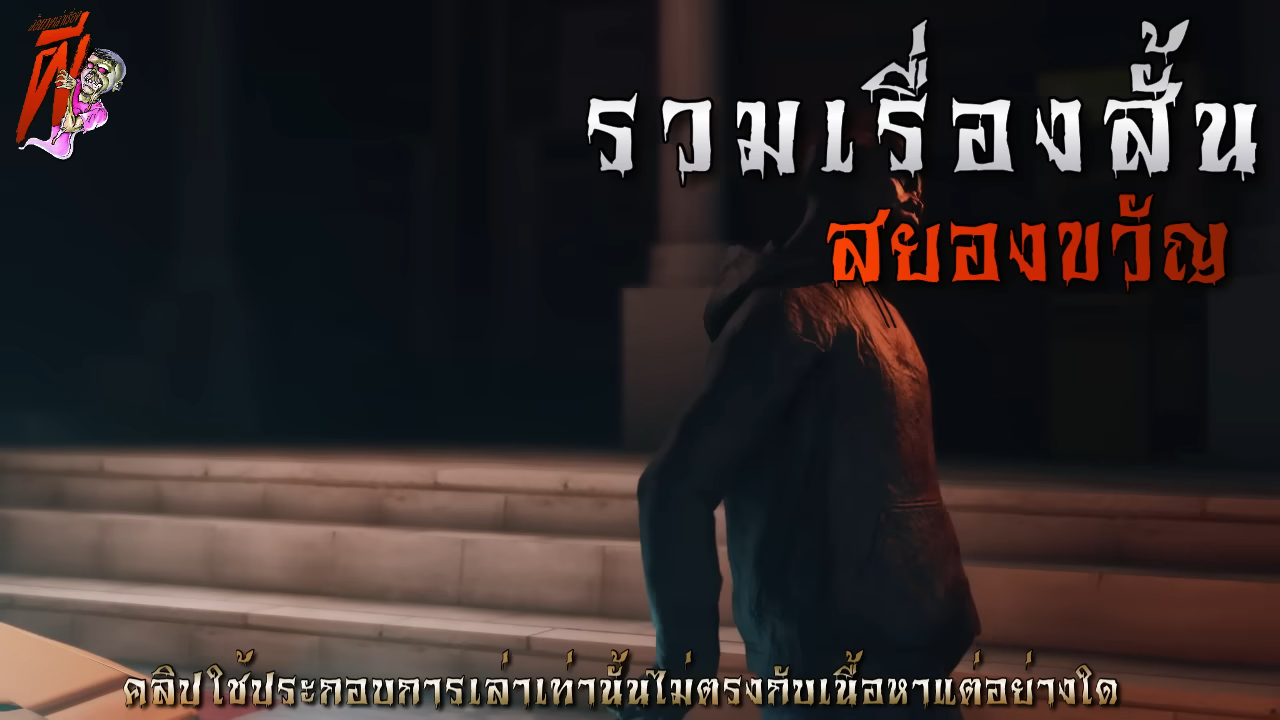 ผี
รวมเรื่องสั้น
สยองขวัญ
คลิปใช้ประกอบการเล่าเท่านั้นไม่ตรงกับเนื้อหาแต่อย่างใด